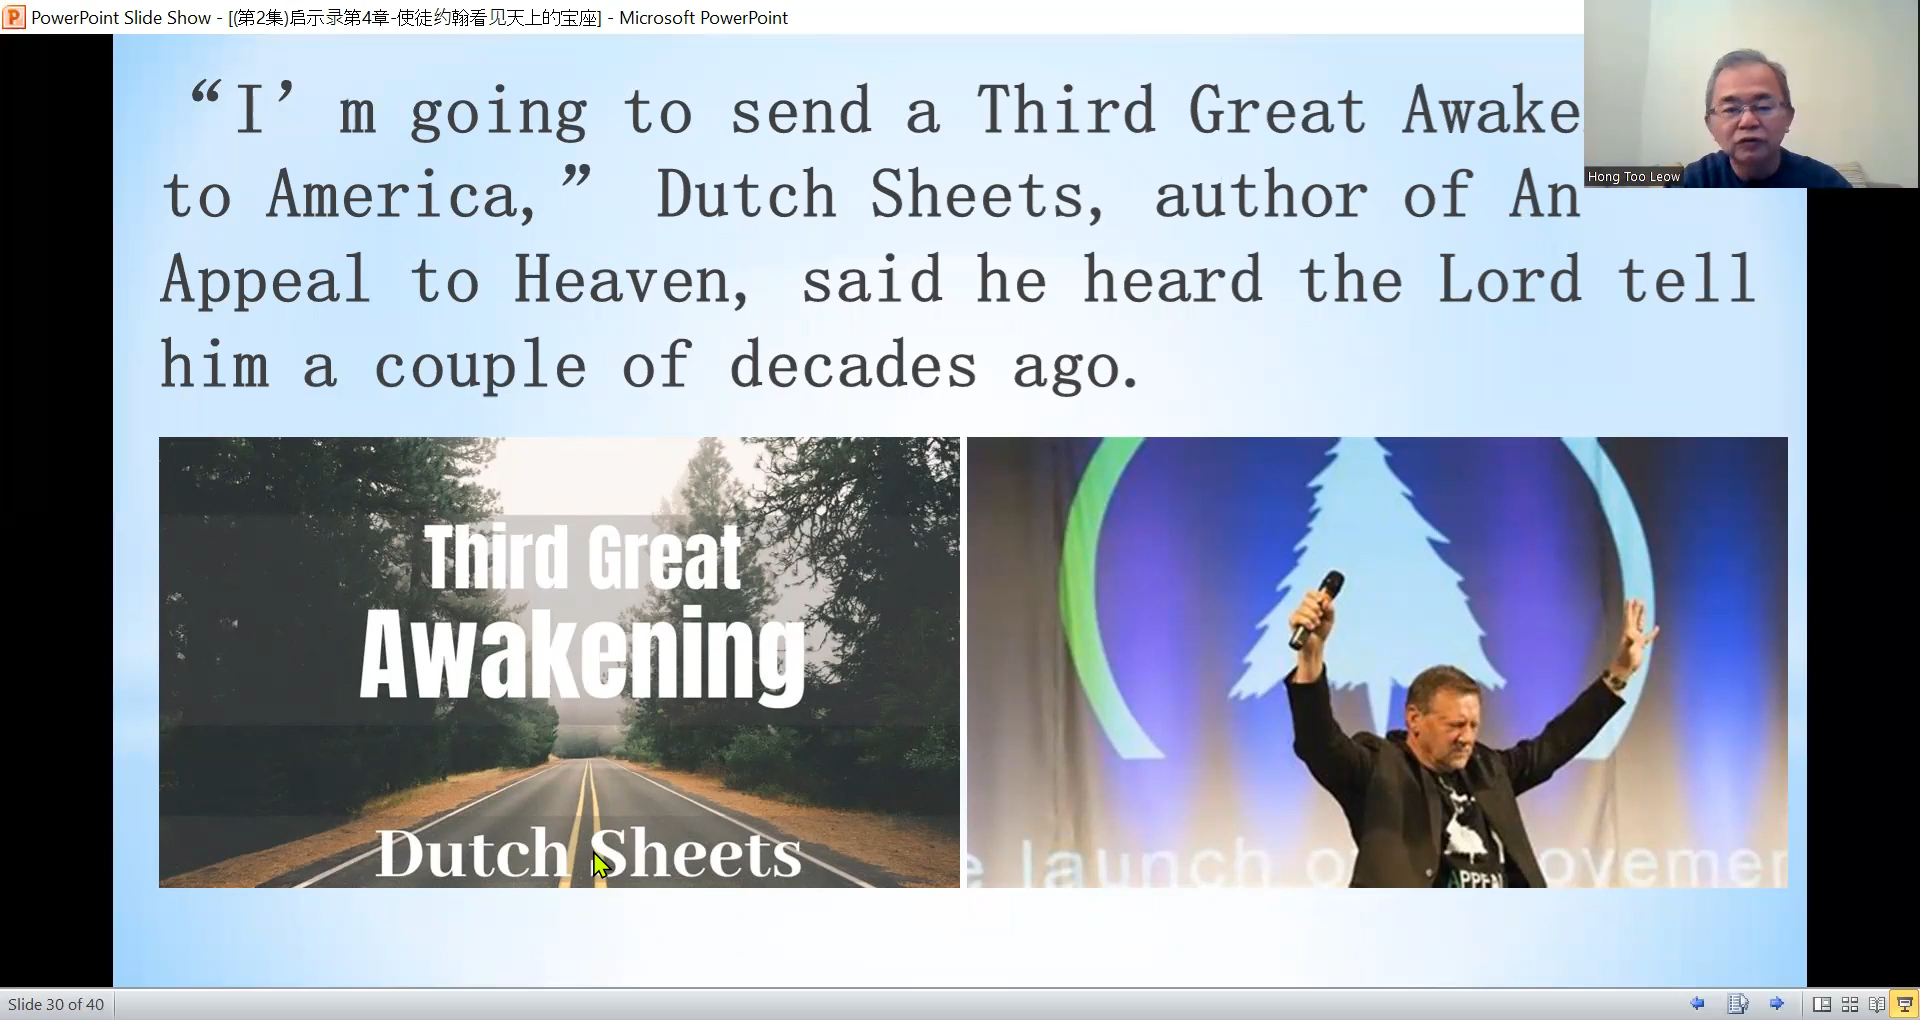 PowerPoint Slide Show - [(第2集)启示录第4章-使徒约翰看见天上的宝座] - Microsoft PowerPoint
“I’m going to send a Third Great Awake
to America,” Dutch Sheets, author of An
Appeal to Heaven, said he heard the Lord tell
him a couple of decades ago.
Hong Too Leow
Third Great
Awakening
Dutch Sheets
e launch o ovemen
APPEA
Slide 30 of 40